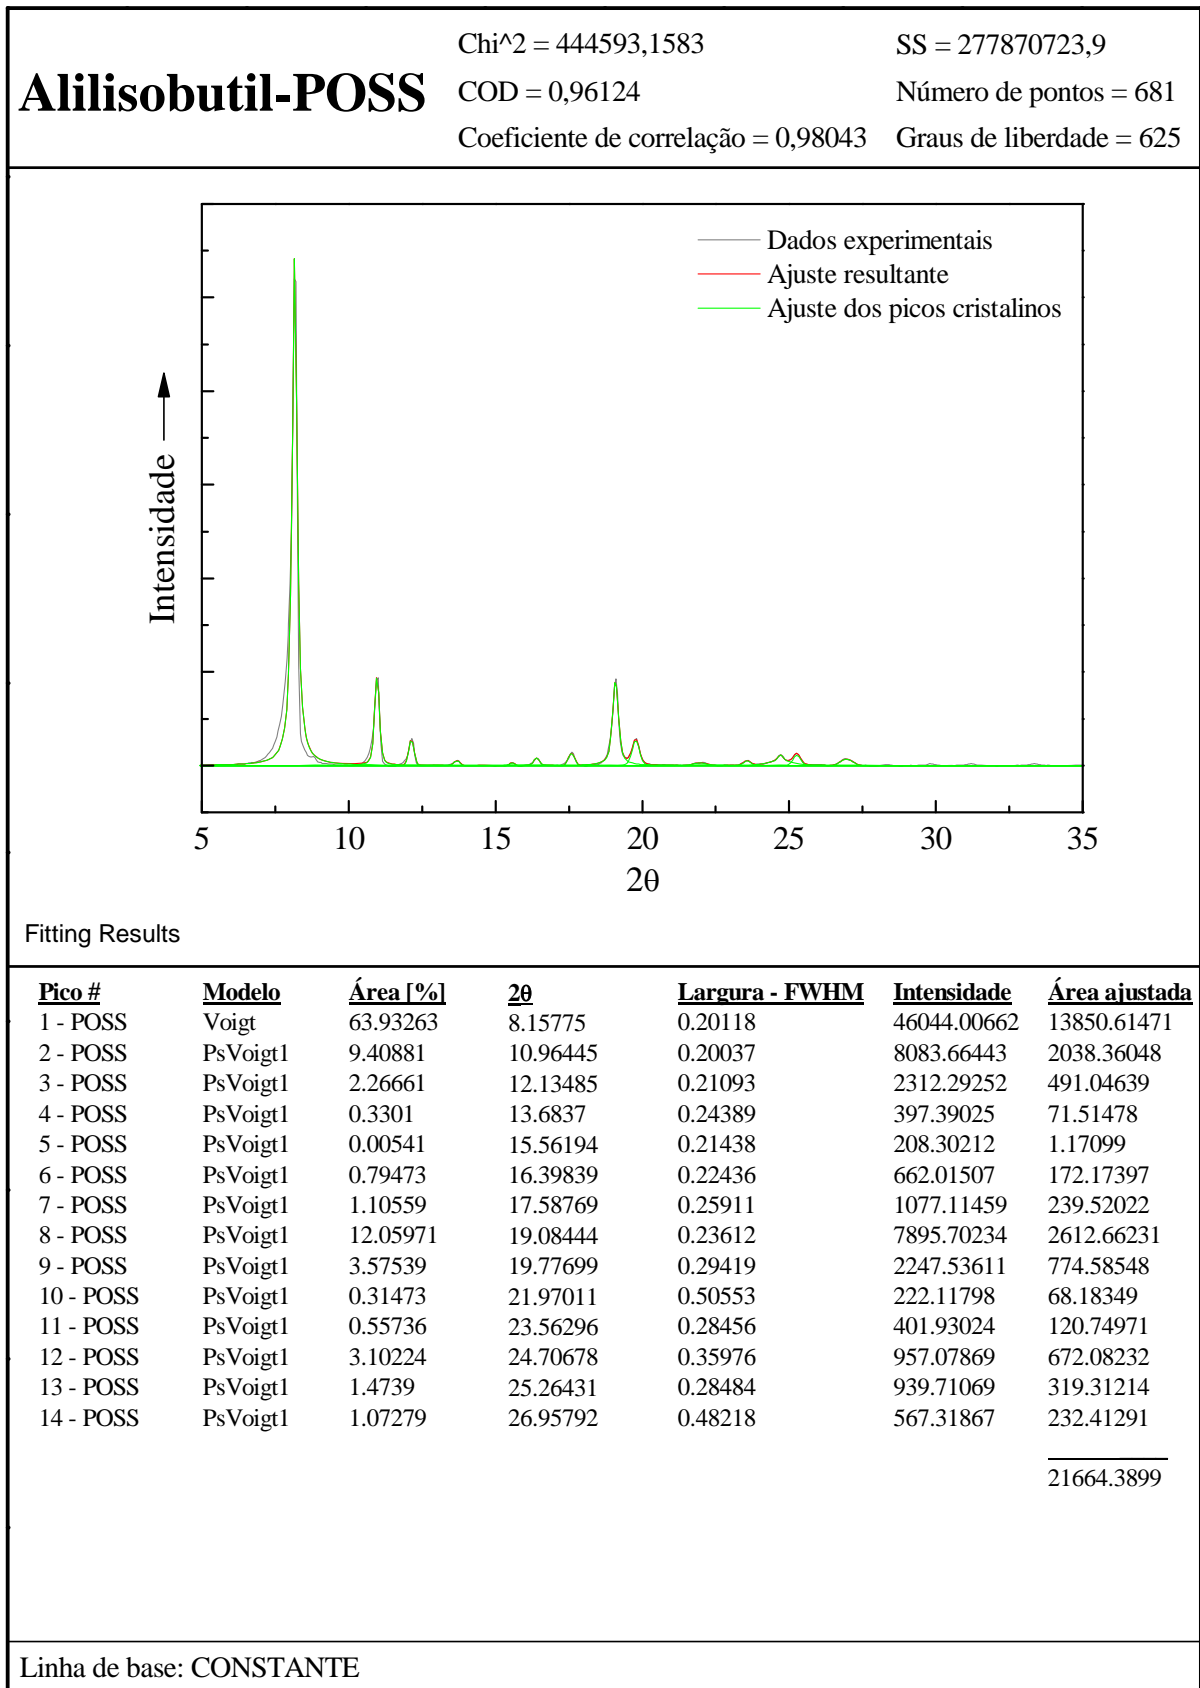 Alilisobutil-POSS
Chi^2 = 444593,1583
COD = 0,96124
Coeficiente de correlação = 0,98043
SS = 277870723,9
Número de pontos = 681
Graus de liberdade = 625
Dados experimentais
Ajuste resultante
Ajuste dos picos cristalinos
Intensidade
5 10 15 20 25 30 35
2θ
Fitting Results
Pico # Modelo Área [%] 2θ Largura - FWHM Intensidade Área ajustada
1 - POSS Voigt 63.93263 8.15775 0.20118 46044.00662 13850.61471
2 - POSS PsVoigt1 9.40881 10.96445 0.20037 8083.66443 2038.36048
3 - POSS PsVoigt1 2.26661 12.13485 0.21093 2312.29252 491.04639
4 - POSS PsVoigt1 0.3301 13.6837 0.24389 397.39025 71.51478
5 - POSS PsVoigt1 0.00541 15.56194 0.21438 208.30212 1.17099
6 - POSS PsVoigt1 0.79473 16.39839 0.22436 662.01507 172.17397
7 - POSS PsVoigt1 1.10559 17.58769 0.25911 1077.11459 239.52022
8 - POSS PsVoigt1 12.05971 19.08444 0.23612 7895.70234 2612.66231
9 - POSS PsVoigt1 3.57539 19.77699 0.29419 2247.53611 774.58548
10 - POSS PsVoigt1 0.31473 21.97011 0.50553 222.11798 68.18349
11 - POSS PsVoigt1 0.55736 23.56296 0.28456 401.93024 120.74971
12 - POSS PsVoigt1 3.10224 24.70678 0.35976 957.07869 672.08232
13 - POSS PsVoigt1 1.4739 25.26431 0.28484 939.71069 319.31214
14 - POSS PsVoigt1 1.07279 26.95792 0.48218 567.31867 232.41291
21664.3899
Linha de base: CONSTANTE